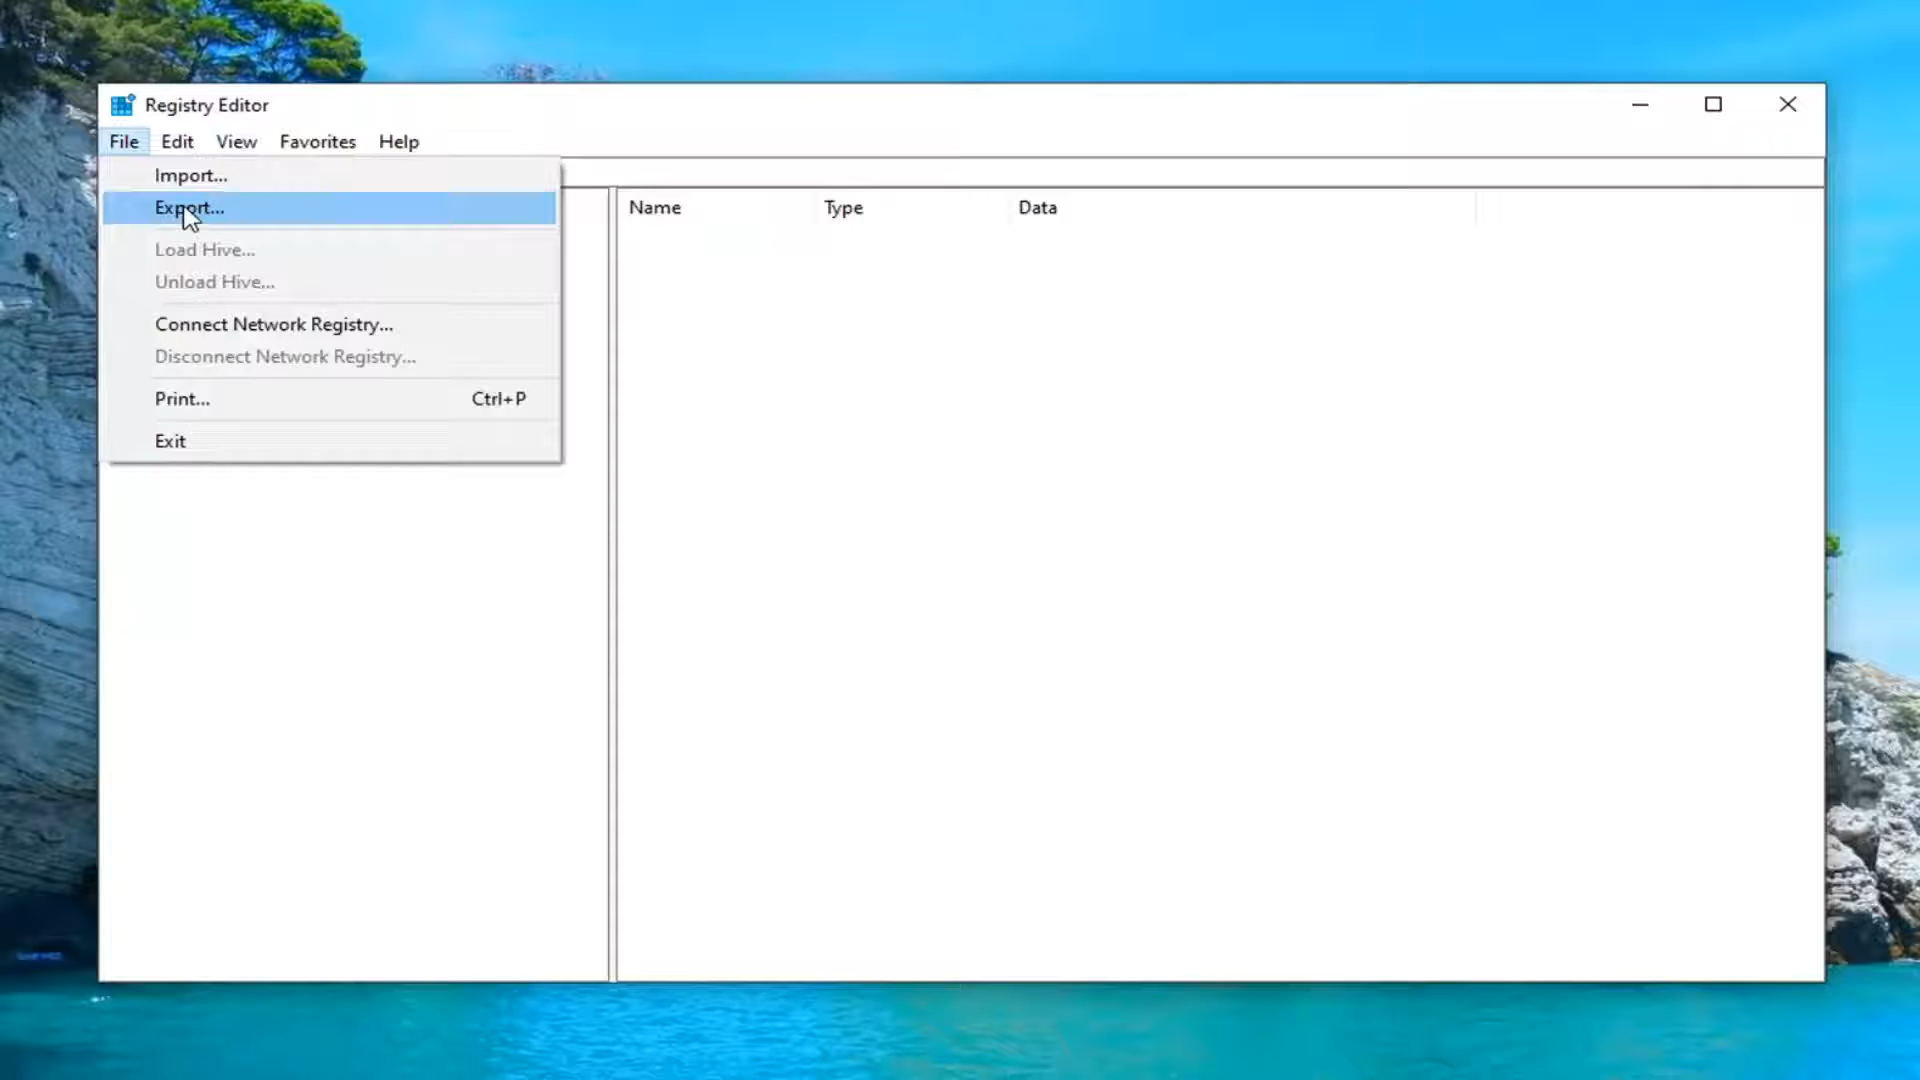 Registry Editor
File Edit View Favorites Help
Import...
Export...
Load Hive...
Unload Hive...
Connect Network Registry...
Disconnect Network Registry...
Print... Ctrl+P
Exit
Name Type Data